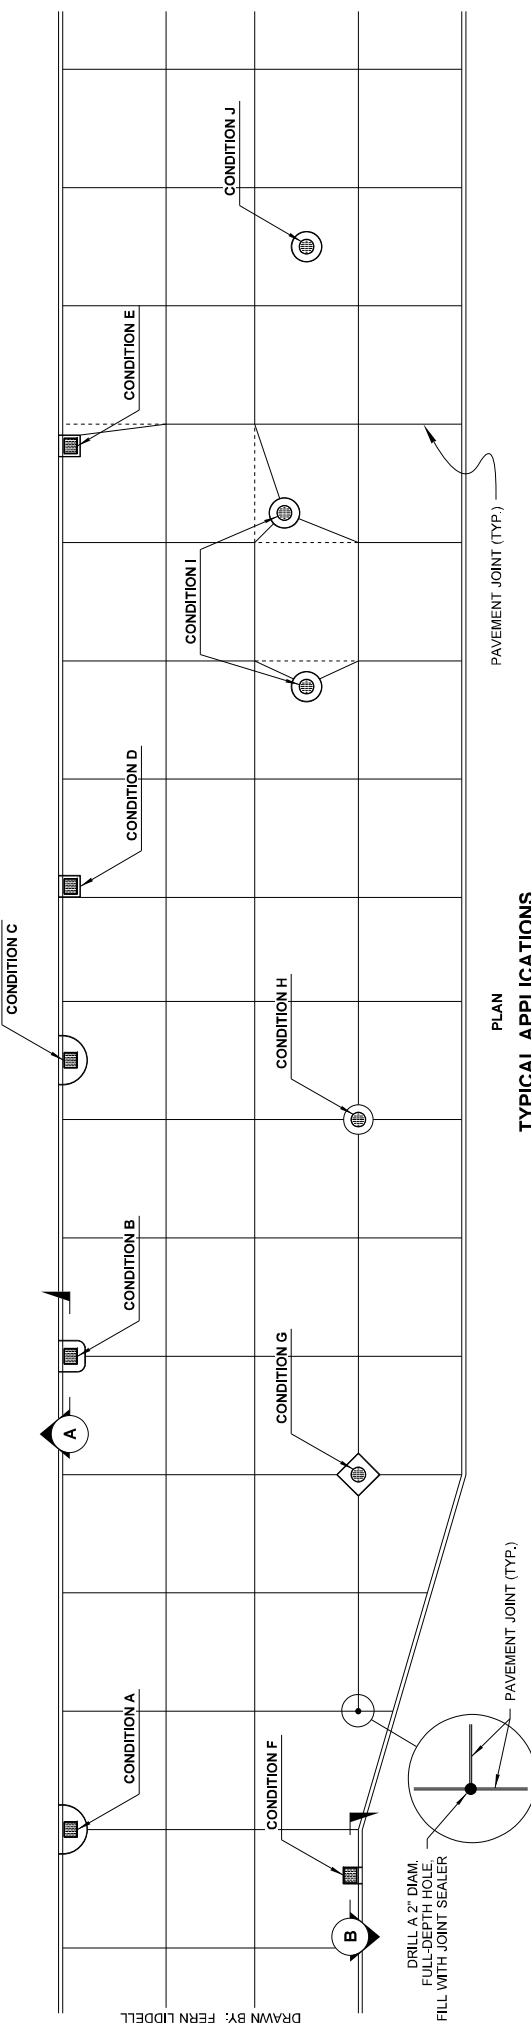 CONDITION J
CONDITION E
CONDITION I
PAVEMENT JOINT (TYP.)
CONDITION D
CONDITION C
CONDITION H
PLAN
TYPICAL APPLICATIONS
CONDITION B
A
CONDITION G
CONDITION A
CONDITION F
B
PAVEMENT JOINT (TYP.)
DRILL A 2" DIAM.
FULL-DEPTH HOLE,
FILL WITH JOINT SEALER
DRAWN BY: FERN LIDDELL